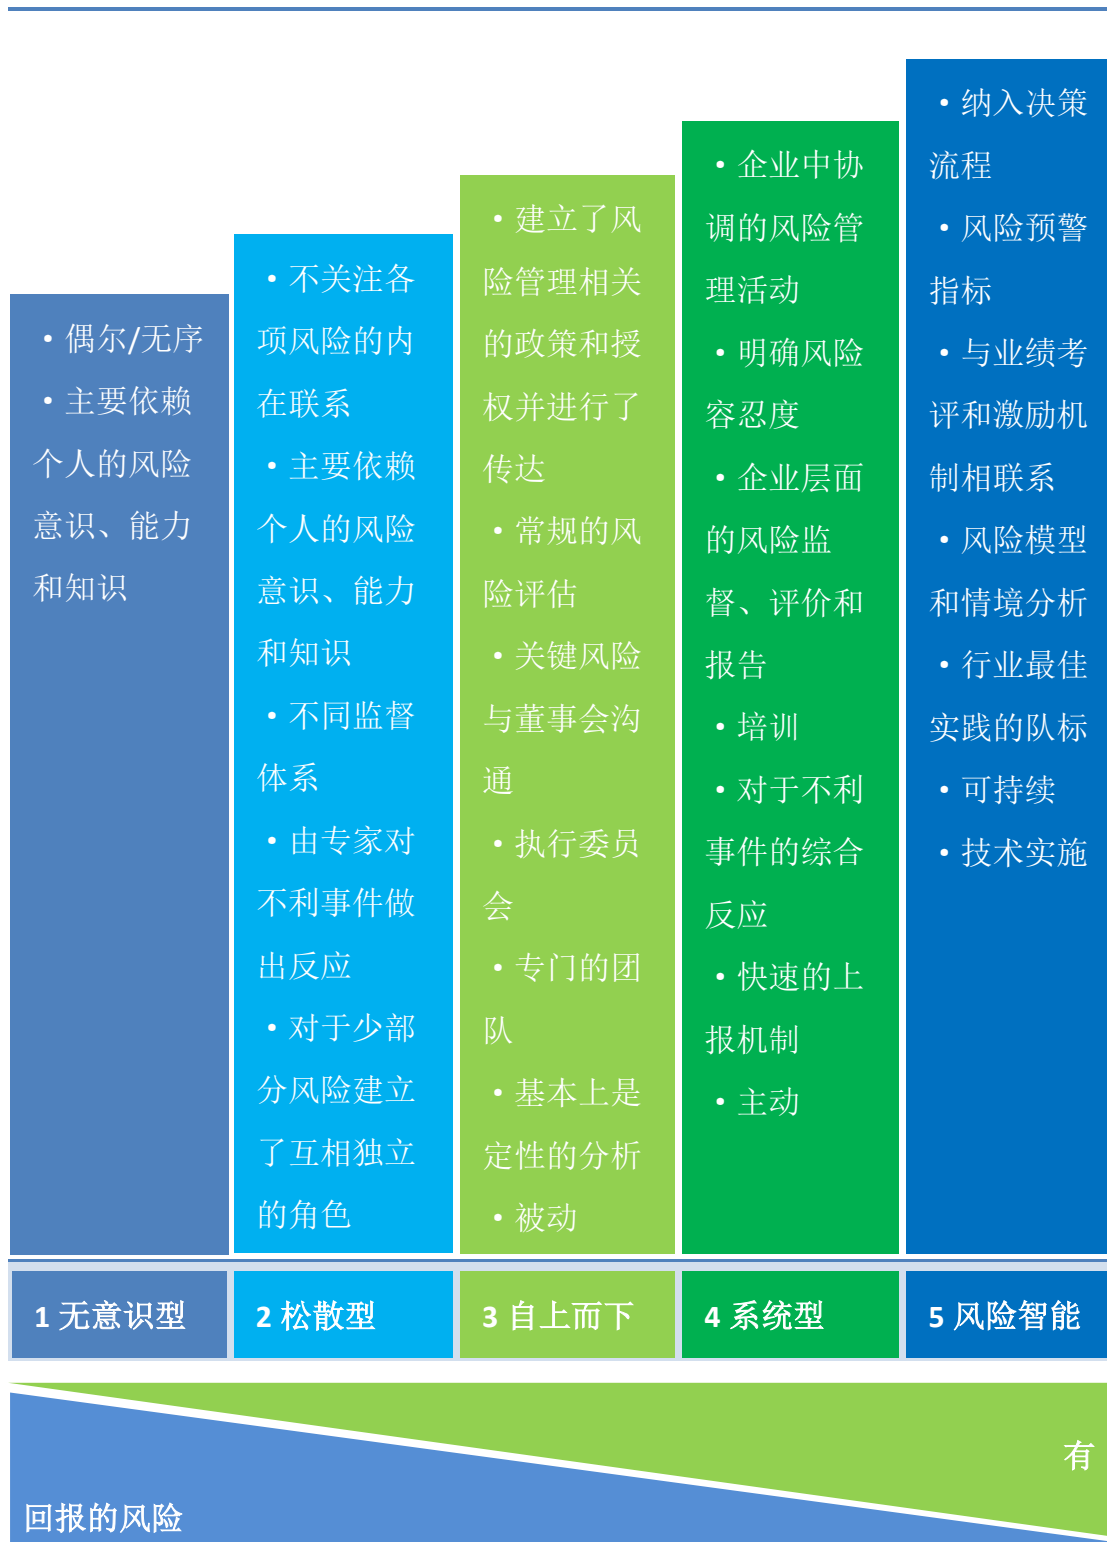 • 偶尔/无序
• 主要依赖
个人的风险
意识、能力
和知识
• 不关注各
项风险的内
在联系
• 主要依赖
个人的风险
意识、能力
和知识
• 不同监督
体系
• 由专家对
不利事件做
出反应
• 对于少部
分风险建立
了互相独立
的角色
• 建立了风
险管理相关
的政策和授
权并进行了
传达
• 常规的风
险评估
• 关键风险
与董事会沟
通
• 执行委员
会
• 专门的团
队
• 基本上是
定性的分析
• 被动
• 企业中协
调的风险管
理活动
• 明确风险
容忍度
• 企业层面
的风险监
督、评价和
报告
• 培训
• 对于不利
事件的综合
反应
• 快速的上
报机制
• 主动
• 纳入决策
流程
• 风险预警
指标
• 与业绩考
评和激励机
制相联系
• 风险模型
和情境分析
• 行业最佳
实践的队标
• 可持续
• 技术实施
1 无意识型
2 松散型
3 自上而下
4 系统型
5 风险智能
有
回报的风险